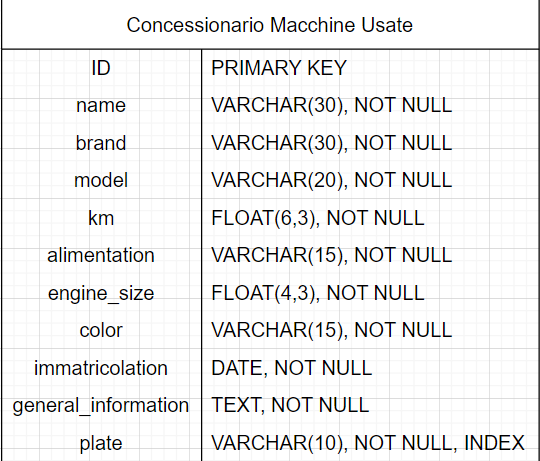 Concessionario Macchine Usate
ID PRIMARY KEY
name VARCHAR(30), NOT NULL
brand VARCHAR(30), NOT NULL
model VARCHAR(20), NOT NULL
km FLOAT(6,3), NOT NULL
alimentation VARCHAR(15), NOT NULL
engine_size FLOAT(4,3), NOT NULL
color VARCHAR(15), NOT NULL
immatricolation DATE, NOT NULL
general_information TEXT, NOT NULL
plate VARCHAR(10), NOT NULL, INDEX